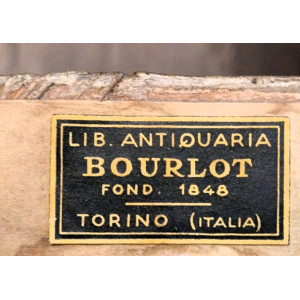 LIB. ANTIQUARIA
BOURLOT
FOND. 1848
TORINO (ITALIA)